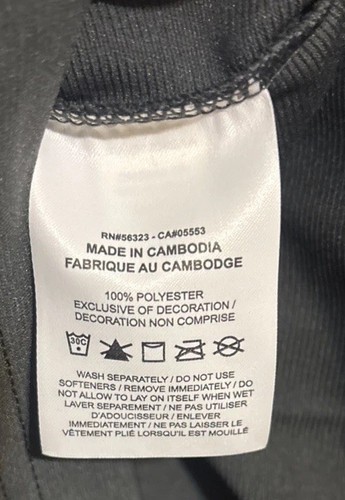 RN#56323 - CA#05553
MADE IN CAMBODIA
FABRIQUE AU CAMBODGE
100% POLYESTER
EXCLUSIVE OF DECORATION /
DECORATION NON COMPRISE
30C
WASH SEPARATELY / DO NOT USE
SOFTENERS / REMOVE IMMEDIATELY / DO
NOT ALLOW TO LAY ON ITSELF WHEN WET
LAVER SEPAREMENT / NE PAS UTILISER
D'ADOUCISSEUR / ENLEVER
IMMEDIATEMENT / NE PAS LAISSER LE
VÊTEMENT PLIÉ LORSQU'IL EST MOUILLÉ